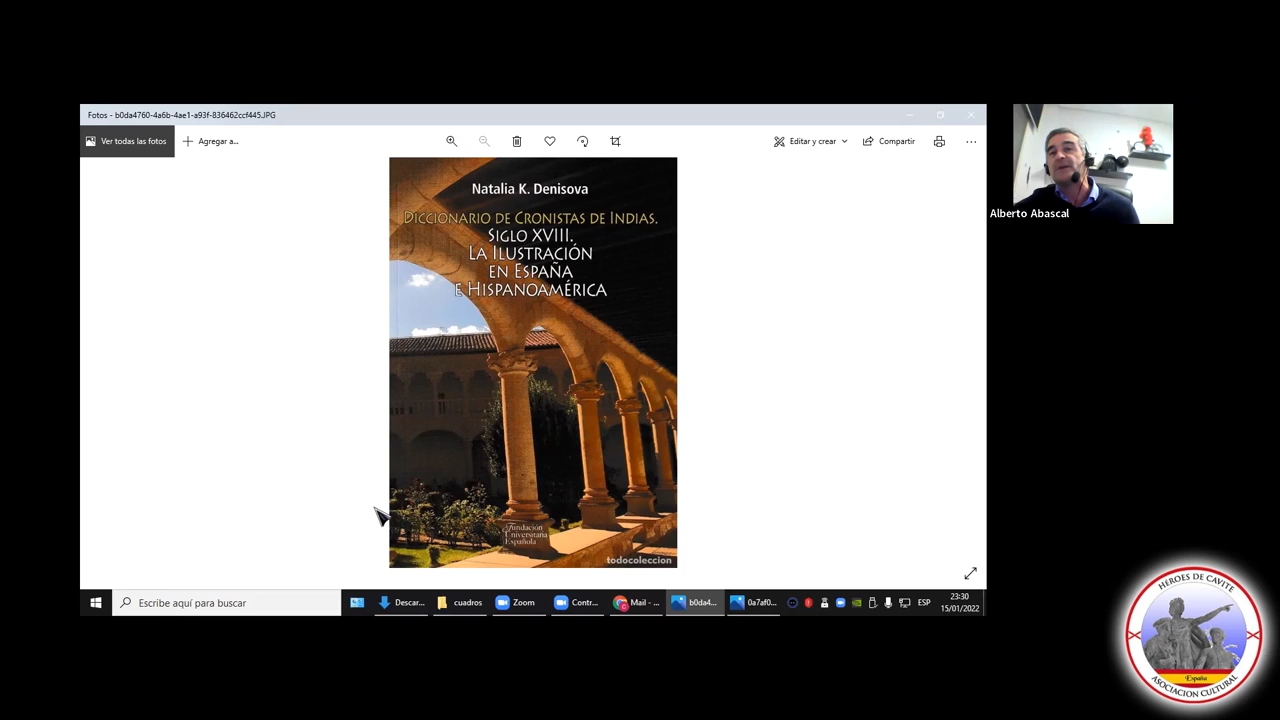 Fotos - b0da4760-4a6b-4ae1-a93f-836462ccf445.JPG
Ver todas las fotos
Agregar a...
Editar y crear
Compartir
Natalia K. Denisova
DICCIONARIO DE CRONISTAS DE INDIAS.
SIGLO XVIII.
LA ILUSTRACIÓN
EN ESPAÑA
E HISPANOAMÉRICA
Fundación
Universitaria
Española
todocoleccion
Alberto Abascal
Escribe aquí para buscar
Descar...
cuadros
Zoom
Contr...
Mail - ...
b0da4...
0a7af0...
ESP
23:30
15/01/2022
HEROES DE CAVITE
España
ASOCIACION CULTURAL